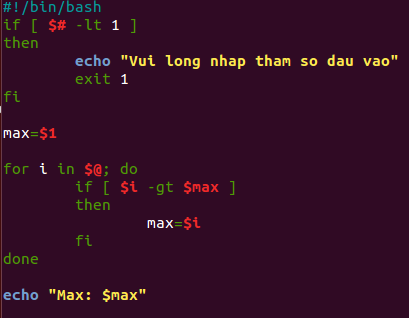 #!/bin/bash
if [ $# -lt 1 ]
then
        echo "Vui long nhap tham so dau vao"
        exit 1
fi

max=$1

for i in $@; do
        if [ $i -gt $max ]
        then
                max=$i
        fi
done

echo "Max: $max"